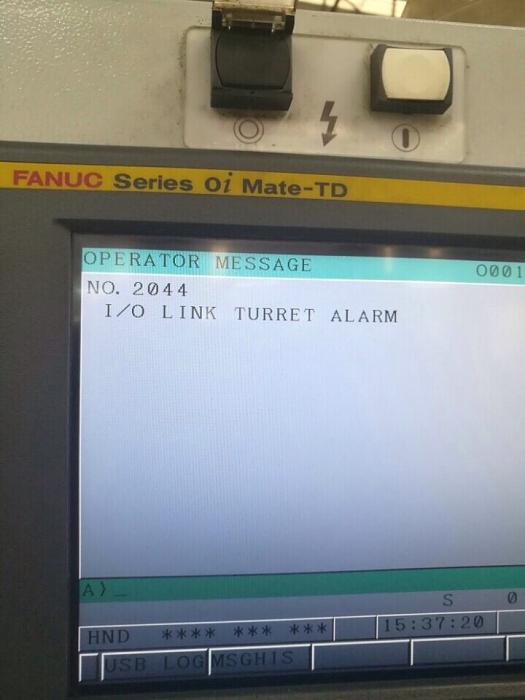 FANUC Series 0i Mate-TD
OPERATOR MESSAGE O001
NO. 2044
I/O LINK TURRET ALARM
A)_
S 0
HND **** *** *** 15:37:20
USB LOG MSGHIS